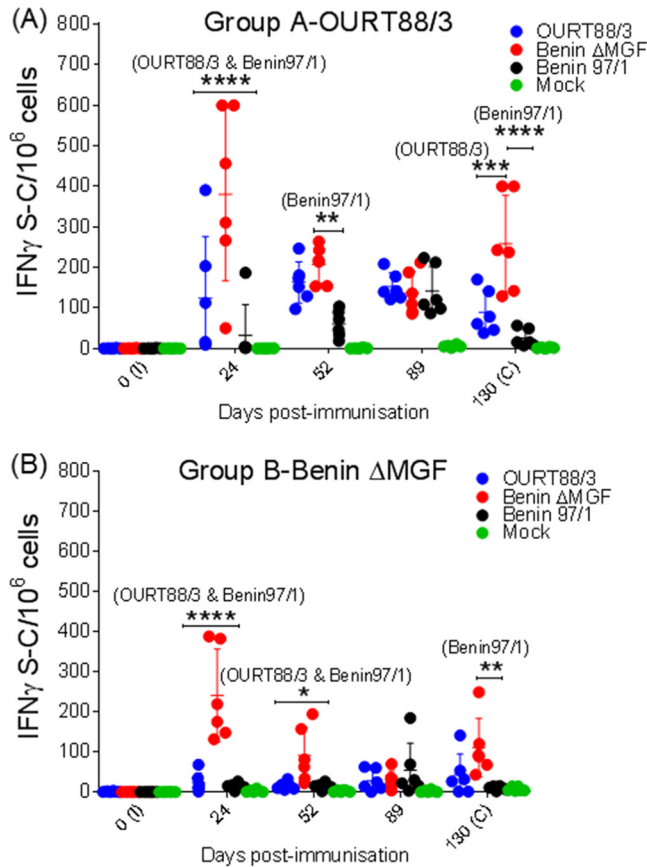 (A)
Group A-OURT88/3
OURT88/3
Benin ΔMGF
Benin 97/1
Mock
(OURT88/3 & Benin97/1)
****
(Benin97/1)
**
(OURT88/3)
***
(Benin97/1)
****
IFNγ S-C/10⁶ cells
800
700
600
500
400
300
200
100
0
0 (I)
24
52
89
130 (C)
Days post-immunisation
(B)
Group B-Benin ΔMGF
OURT88/3
Benin ΔMGF
Benin 97/1
Mock
(OURT88/3 & Benin97/1)
****
(OURT88/3 & Benin97/1)
*
(Benin97/1)
**
IFNγ S-C/10⁶ cells
800
700
600
500
400
300
200
100
0
0 (I)
24
52
89
130 (C)
Days post-immunisation